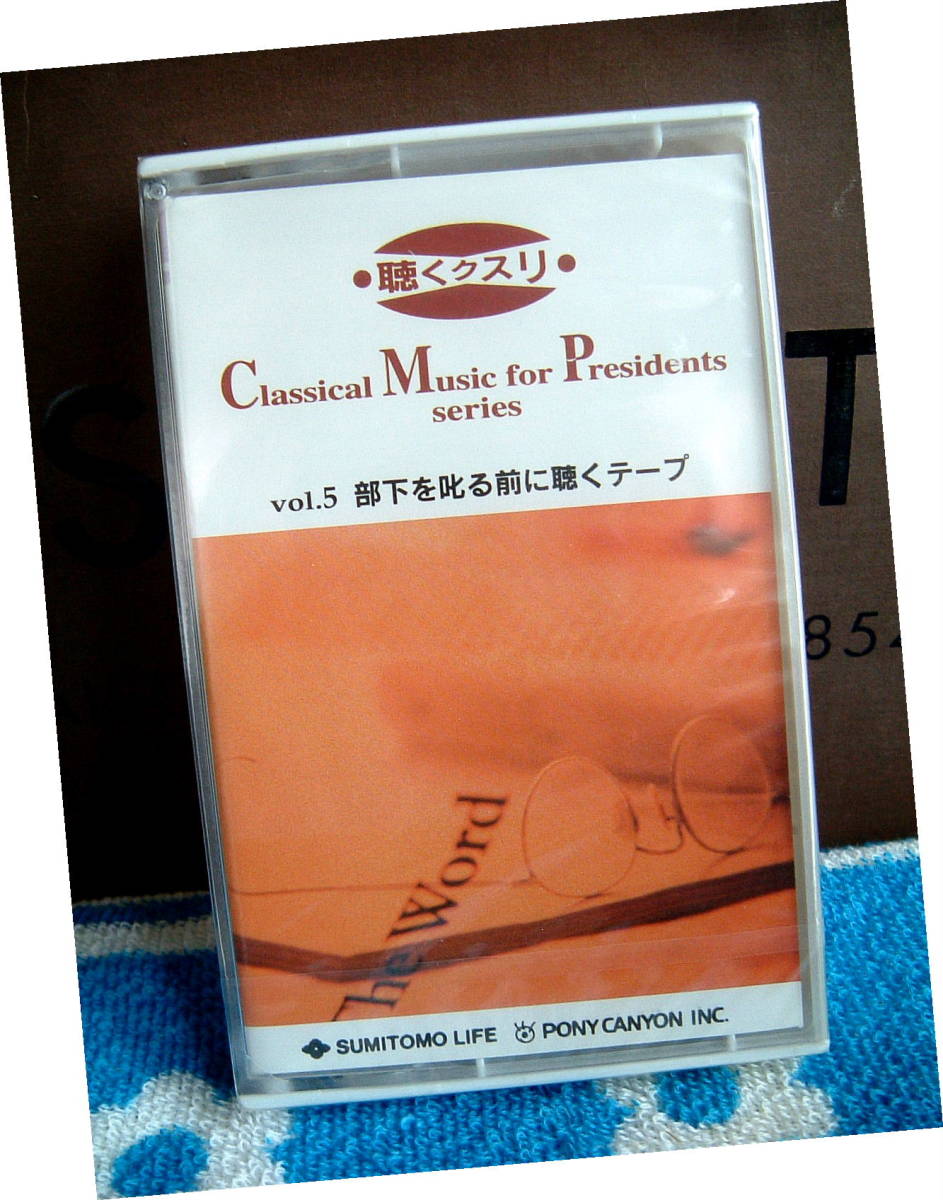 •聴くクスリ•
Classical Music for Presidents
series
vol.5 部下を叱る前に聴くテープ
The Word
SUMITOMO LIFE PONY CANYON INC.
S T
854